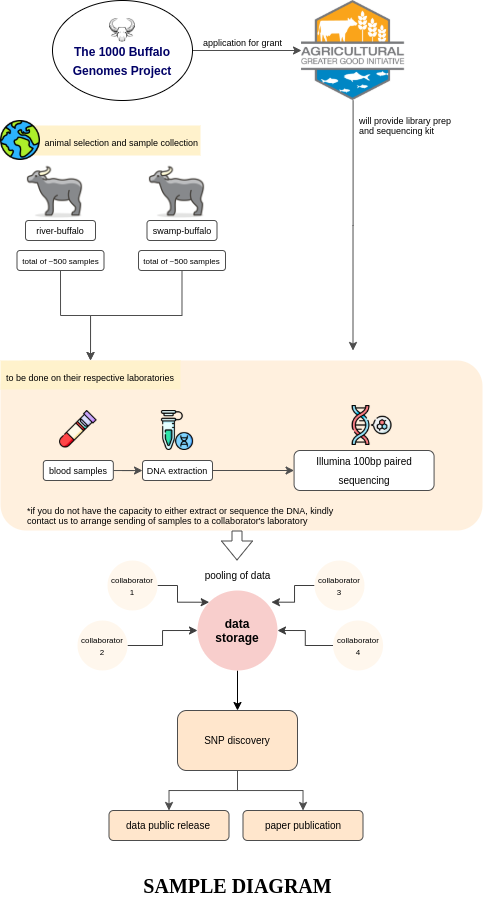 The 1000 Buffalo
Genomes Project
application for grant
AGRICULTURAL
GREATER GOOD INITIATIVE
will provide library prep
and sequencing kit
animal selection and sample collection
river-buffalo
swamp-buffalo
total of ~500 samples
total of ~500 samples
to be done on their respective laboratories
blood samples
DNA extraction
Illumina 100bp paired
sequencing
*if you do not have the capacity to either extract or sequence the DNA, kindly
contact us to arrange sending of samples to a collaborator's laboratory
pooling of data
collaborator
1
collaborator
3
data
storage
collaborator
2
collaborator
4
SNP discovery
data public release
paper publication
SAMPLE DIAGRAM